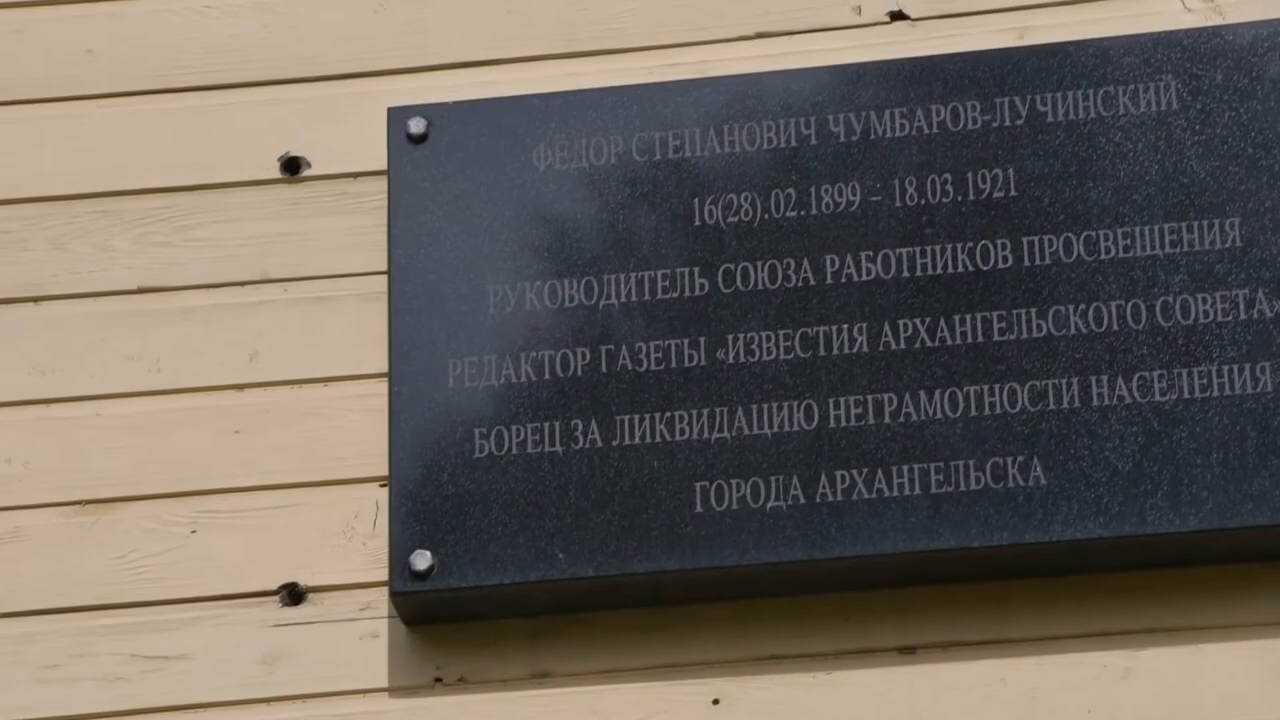 ФЁДОР СТЕПАНОВИЧ ЧУМБАРОВ-ЛУЧИНСКИЙ
16(28).02.1899 – 18.03.1921
РУКОВОДИТЕЛЬ СОЮЗА РАБОТНИКОВ ПРОСВЕЩЕНИЯ
РЕДАКТОР ГАЗЕТЫ «ИЗВЕСТИЯ АРХАНГЕЛЬСКОГО СОВЕТА»
БОРЕЦ ЗА ЛИКВИДАЦИЮ НЕГРАМОТНОСТИ НАСЕЛЕНИЯ
ГОРОДА АРХАНГЕЛЬСКА